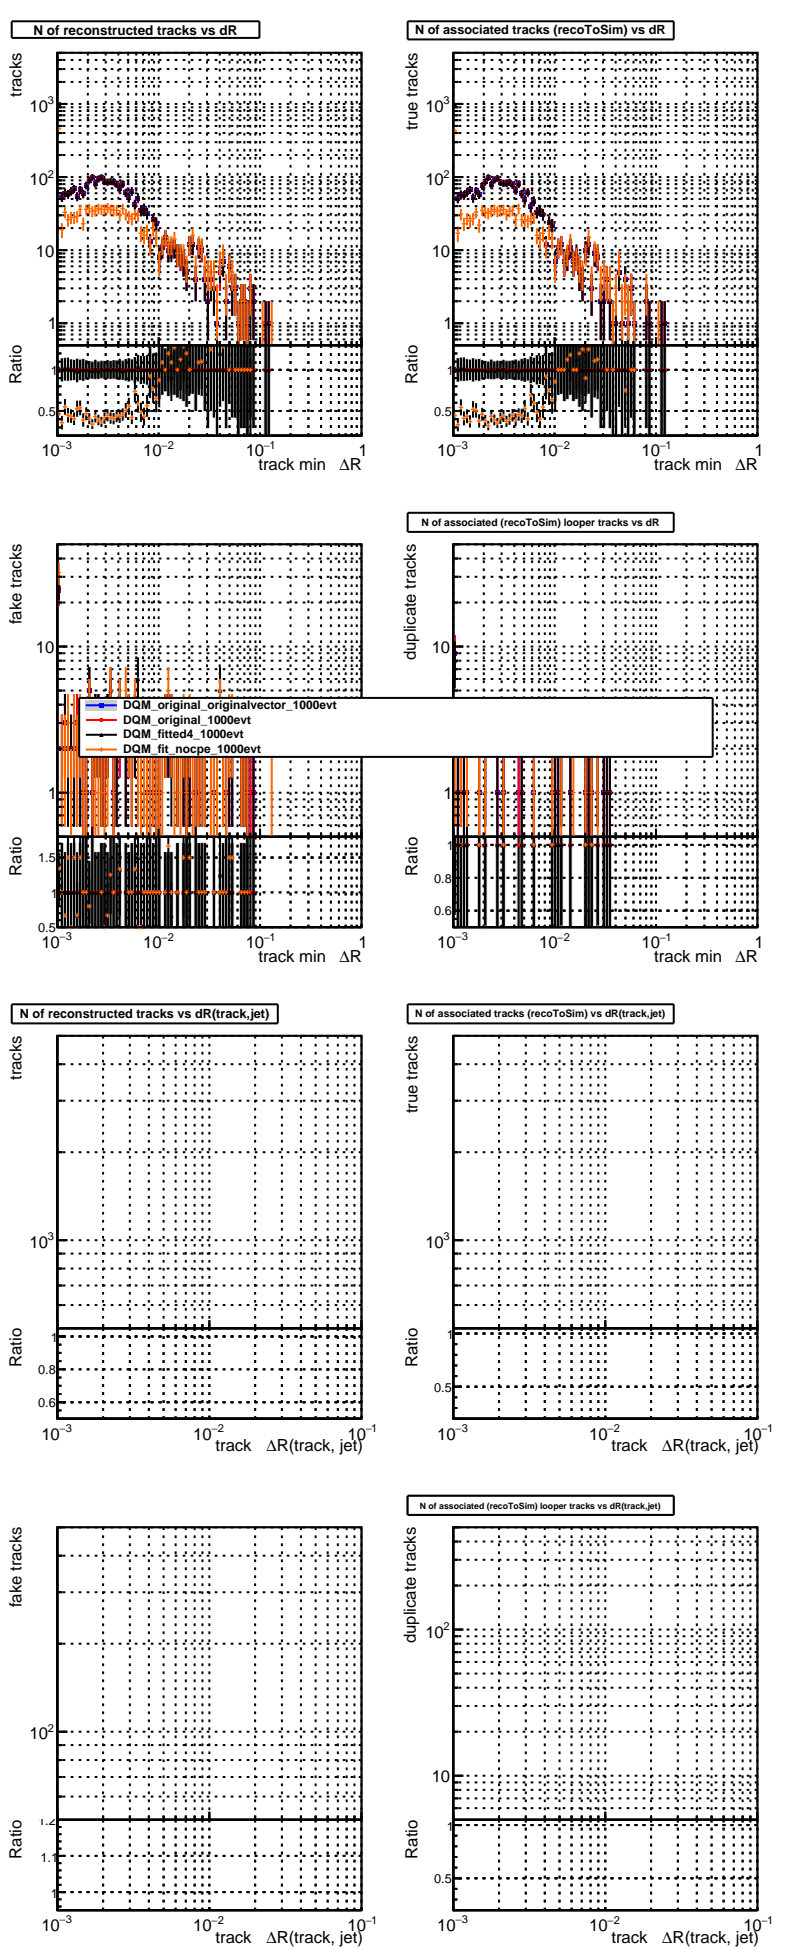 N of reconstructed tracks vs dR
tracks
10³
10²
10
1
Ratio
1
0.5
10⁻³ 10⁻² 10⁻¹ 1
track min ΔR
N of associated tracks (recoToSim) vs dR
true tracks
10³
10²
10
1
Ratio
1
0.5
10⁻³ 10⁻² 10⁻¹ 1
track min ΔR
fake tracks
10
1
Ratio
1.5
1
0.5
10⁻³ 10⁻² 10⁻¹ 1
track min ΔR
N of associated (recoToSim) looper tracks vs dR
duplicate tracks
10
1
Ratio
1
0.8
0.6
10⁻³ 10⁻² 10⁻¹ 1
track min ΔR
DQM_original_originalvector_1000evt
DQM_original_1000evt
DQM_fitted4_1000evt
DQM_fit_nocpe_1000evt
N of reconstructed tracks vs dR(track,jet)
tracks
10³
Ratio
1
0.8
0.6
10⁻³ 10⁻² 10⁻¹
track ΔR(track, jet)
N of associated tracks (recoToSim) vs dR(track,jet)
true tracks
10³
Ratio
1
0.5
10⁻³ 10⁻² 10⁻¹
track ΔR(track, jet)
fake tracks
10²
Ratio
1.2
1.1
1
10⁻³ 10⁻² 10⁻¹
track ΔR(track, jet)
N of associated (recoToSim) looper tracks vs dR(track,jet)
duplicate tracks
10²
10
Ratio
1
0.5
10⁻³ 10⁻² 10⁻¹
track ΔR(track, jet)